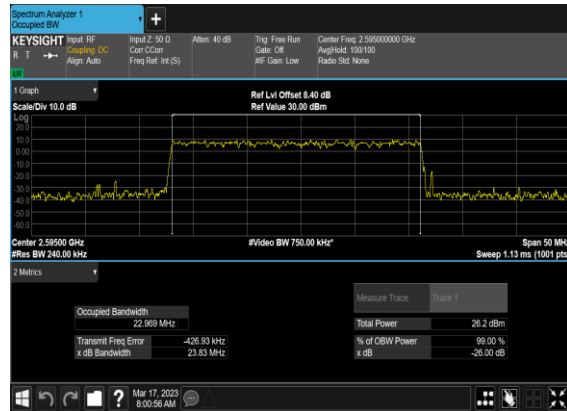 Spectrum Analyzer 1
Occupied BW
+
KEYSIGHT Input: RF Input Z: 50 Ω Atten: 40 dB Trig: Free Run Center Freq: 2.595000000 GHz
R T Coupling: DC Corr CCorr Gate: Off Avg|Hold: 100/100
Align: Auto Freq Ref: Int (S) #IF Gain: Low Radio Std: None
1 Graph
Ref Lvl Offset 8.40 dB
Scale/Div 10.0 dB Ref Value 30.00 dBm
Log
20.0
10.0
0.00
-10.0
-20.0
-30.0
-40.0
-50.0
-60.0
Center 2.59500 GHz #Video BW 750.00 kHz* Span 50 MHz
#Res BW 240.00 kHz Sweep 1.13 ms (1001 pts
2 Metrics
Measure Trace Trace 1
Occupied Bandwidth
22.969 MHz Total Power 26.2 dBm
Transmit Freq Error -426.93 kHz % of OBW Power 99.00 %
x dB Bandwidth 23.83 MHz x dB -26.00 dB
? Mar 17, 2023
8:00:56 AM